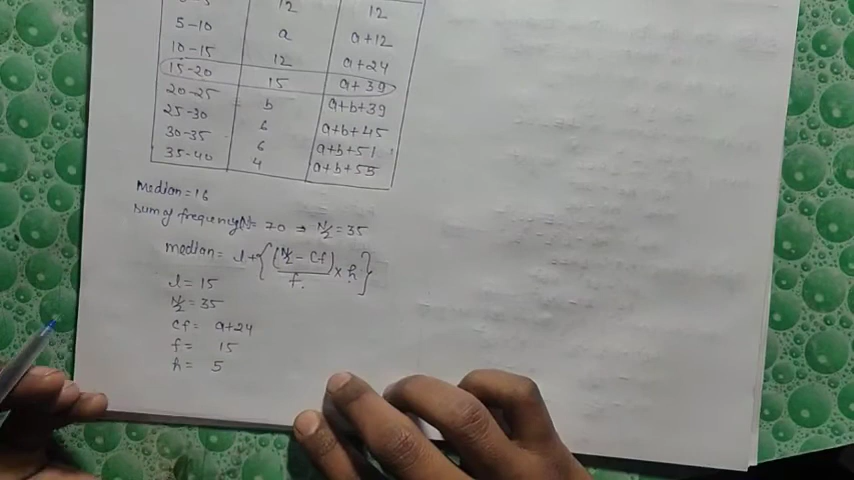 12 12
5-10 a a+12
10-15 12 a+24
15-20 15 a+39
20-25 b a+b+39
25-30 6 a+b+45
30-35 6 a+b+51
35-40 4 a+b+55
Median=16
Sum of frequency(N)= 70 ⇒ N/2 = 35
median= l+{(N/2 - Cf)/f × h}
l= 15
N/2= 35
Cf= a+24
f= 15
h= 5